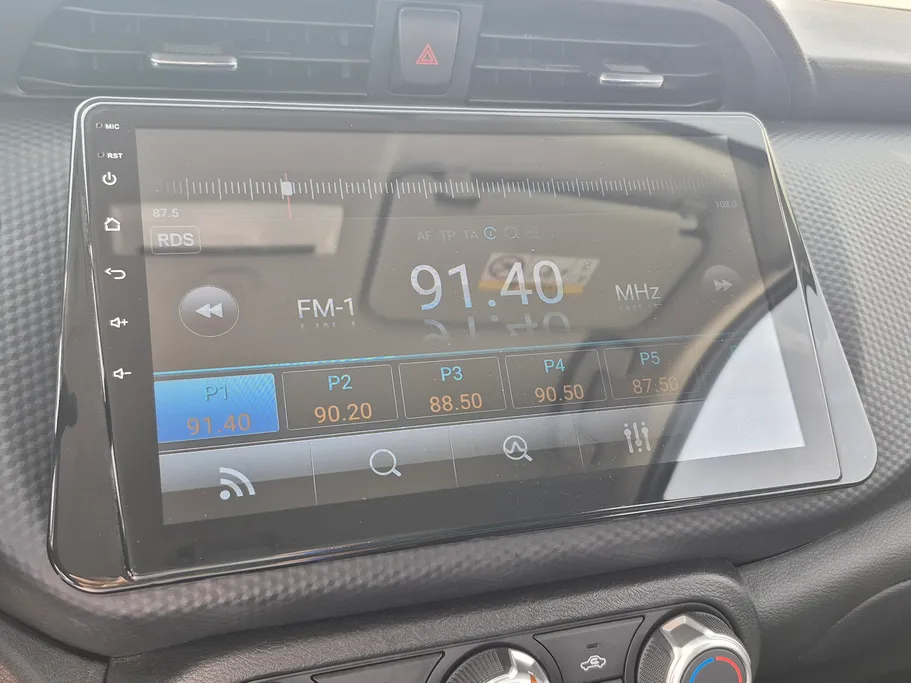 MIC
RST
87.5
108.0
RDS
AF TP TA
FM-1
91.40
MHz
P1
P2
P3
P4
P5
91.40
90.20
88.50
90.50
87.50